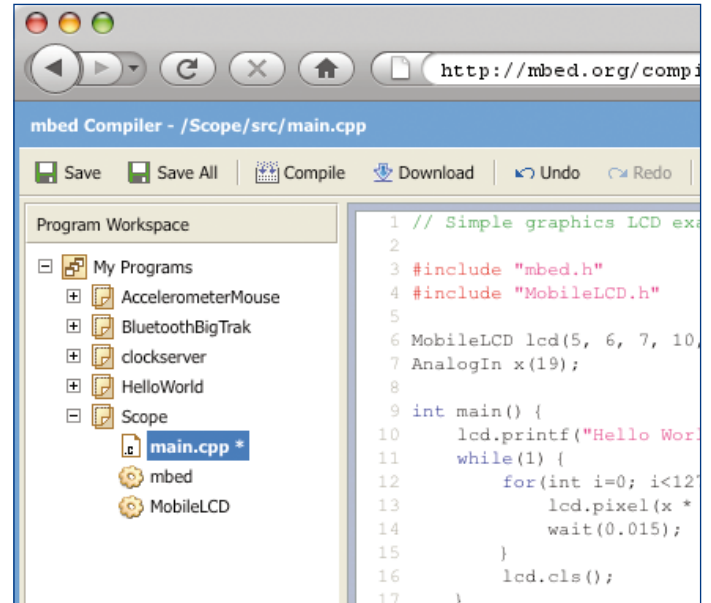 http://mbed.org/compi
mbed Compiler - /Scope/src/main.cpp
Save Save All Compile Download Undo Redo
Program Workspace
My Programs
AccelerometerMouse
BluetoothBigTrak
clockserver
HelloWorld
Scope
.c main.cpp *
mbed
MobileLCD
1 // Simple graphics LCD exa
2
3 #include "mbed.h"
4 #include "MobileLCD.h"
5
6 MobileLCD lcd(5, 6, 7, 10,
7 AnalogIn x(19);
8
9 int main() {
10 lcd.printf("Hello Worl
11 while(1) {
12 for(int i=0; i<127
13 lcd.pixel(x *
14 wait(0.015);
15 }
16 lcd.cls();
17 }